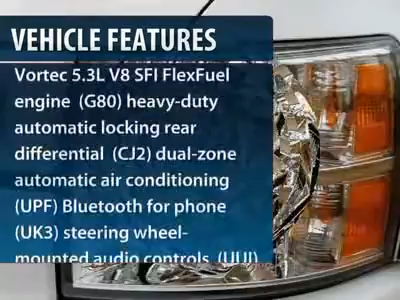 VEHICLE FEATURES
Vortec 5.3L V8 SFI FlexFuel
engine (G80) heavy-duty
automatic locking rear
differential (CJ2) dual-zone
automatic air conditioning
(UPF) Bluetooth for phone
(UK3) steering wheel-
mounted audio controls (UUI)